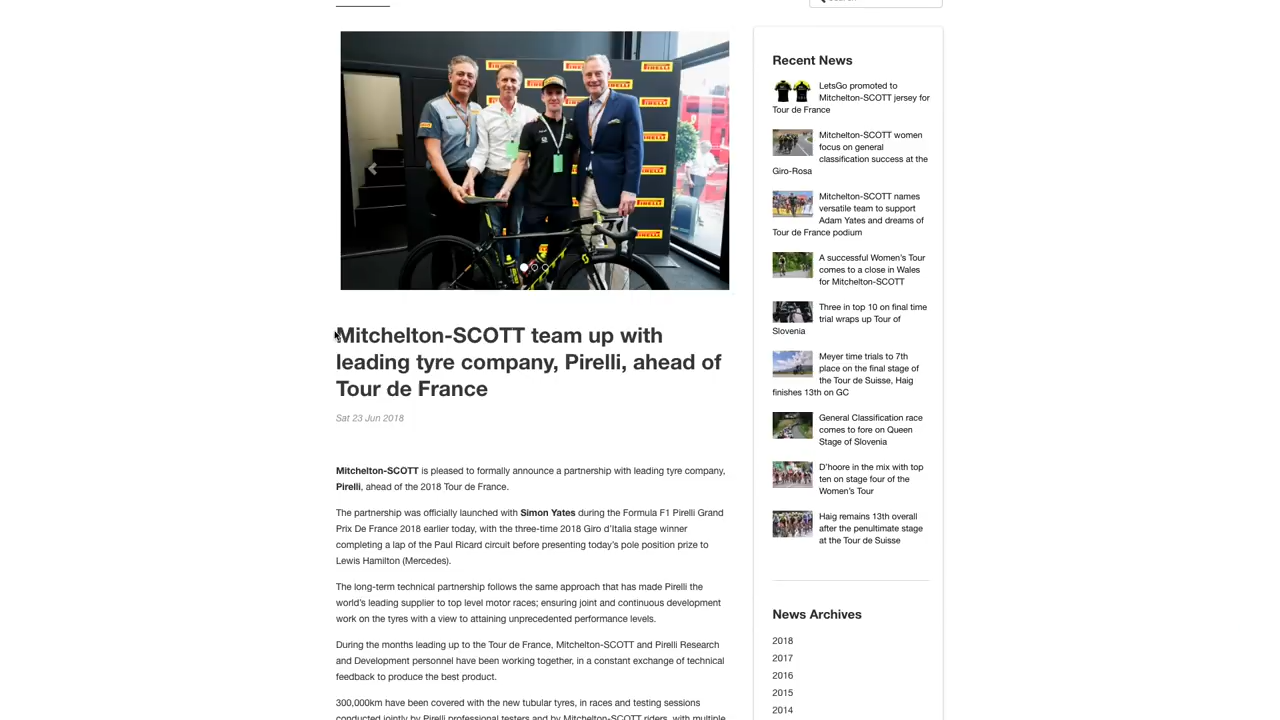 PIRELLI
Mitchelton-SCOTT team up with
leading tyre company, Pirelli, ahead of
Tour de France
Sat 23 Jun 2018
Mitchelton-SCOTT is pleased to formally announce a partnership with leading tyre company,
Pirelli, ahead of the 2018 Tour de France.
The partnership was officially launched with Simon Yates during the Formula F1 Pirelli Grand
Prix De France 2018 earlier today, with the three-time 2018 Giro d'Italia stage winner
completing a lap of the Paul Ricard circuit before presenting today's pole position prize to
Lewis Hamilton (Mercedes).
The long-term technical partnership follows the same approach that has made Pirelli the
world's leading supplier to top level motor races; ensuring joint and continuous development
work on the tyres with a view to attaining unprecedented performance levels.
During the months leading up to the Tour de France, Mitchelton-SCOTT and Pirelli Research
and Development personnel have been working together, in a constant exchange of technical
feedback to produce the best product.
300,000km have been covered with the new tubular tyres, in races and testing sessions
conducted jointly by Pirelli professional testers and by Mitchelton-SCOTT riders, with multiple
Recent News
LetsGo promoted to
Mitchelton-SCOTT jersey for
Tour de France
Mitchelton-SCOTT women
focus on general
classification success at the
Giro-Rosa
Mitchelton-SCOTT names
versatile team to support
Adam Yates and dreams of
Tour de France podium
A successful Women's Tour
comes to a close in Wales
for Mitchelton-SCOTT
Three in top 10 on final time
trial wraps up Tour of
Slovenia
Meyer time trials to 7th
place on the final stage of
the Tour de Suisse, Haig
finishes 13th on GC
General Classification race
comes to fore on Queen
Stage of Slovenia
D'hoore in the mix with top
ten on stage four of the
Women's Tour
Haig remains 13th overall
after the penultimate stage
at the Tour de Suisse
News Archives
2018
2017
2016
2015
2014